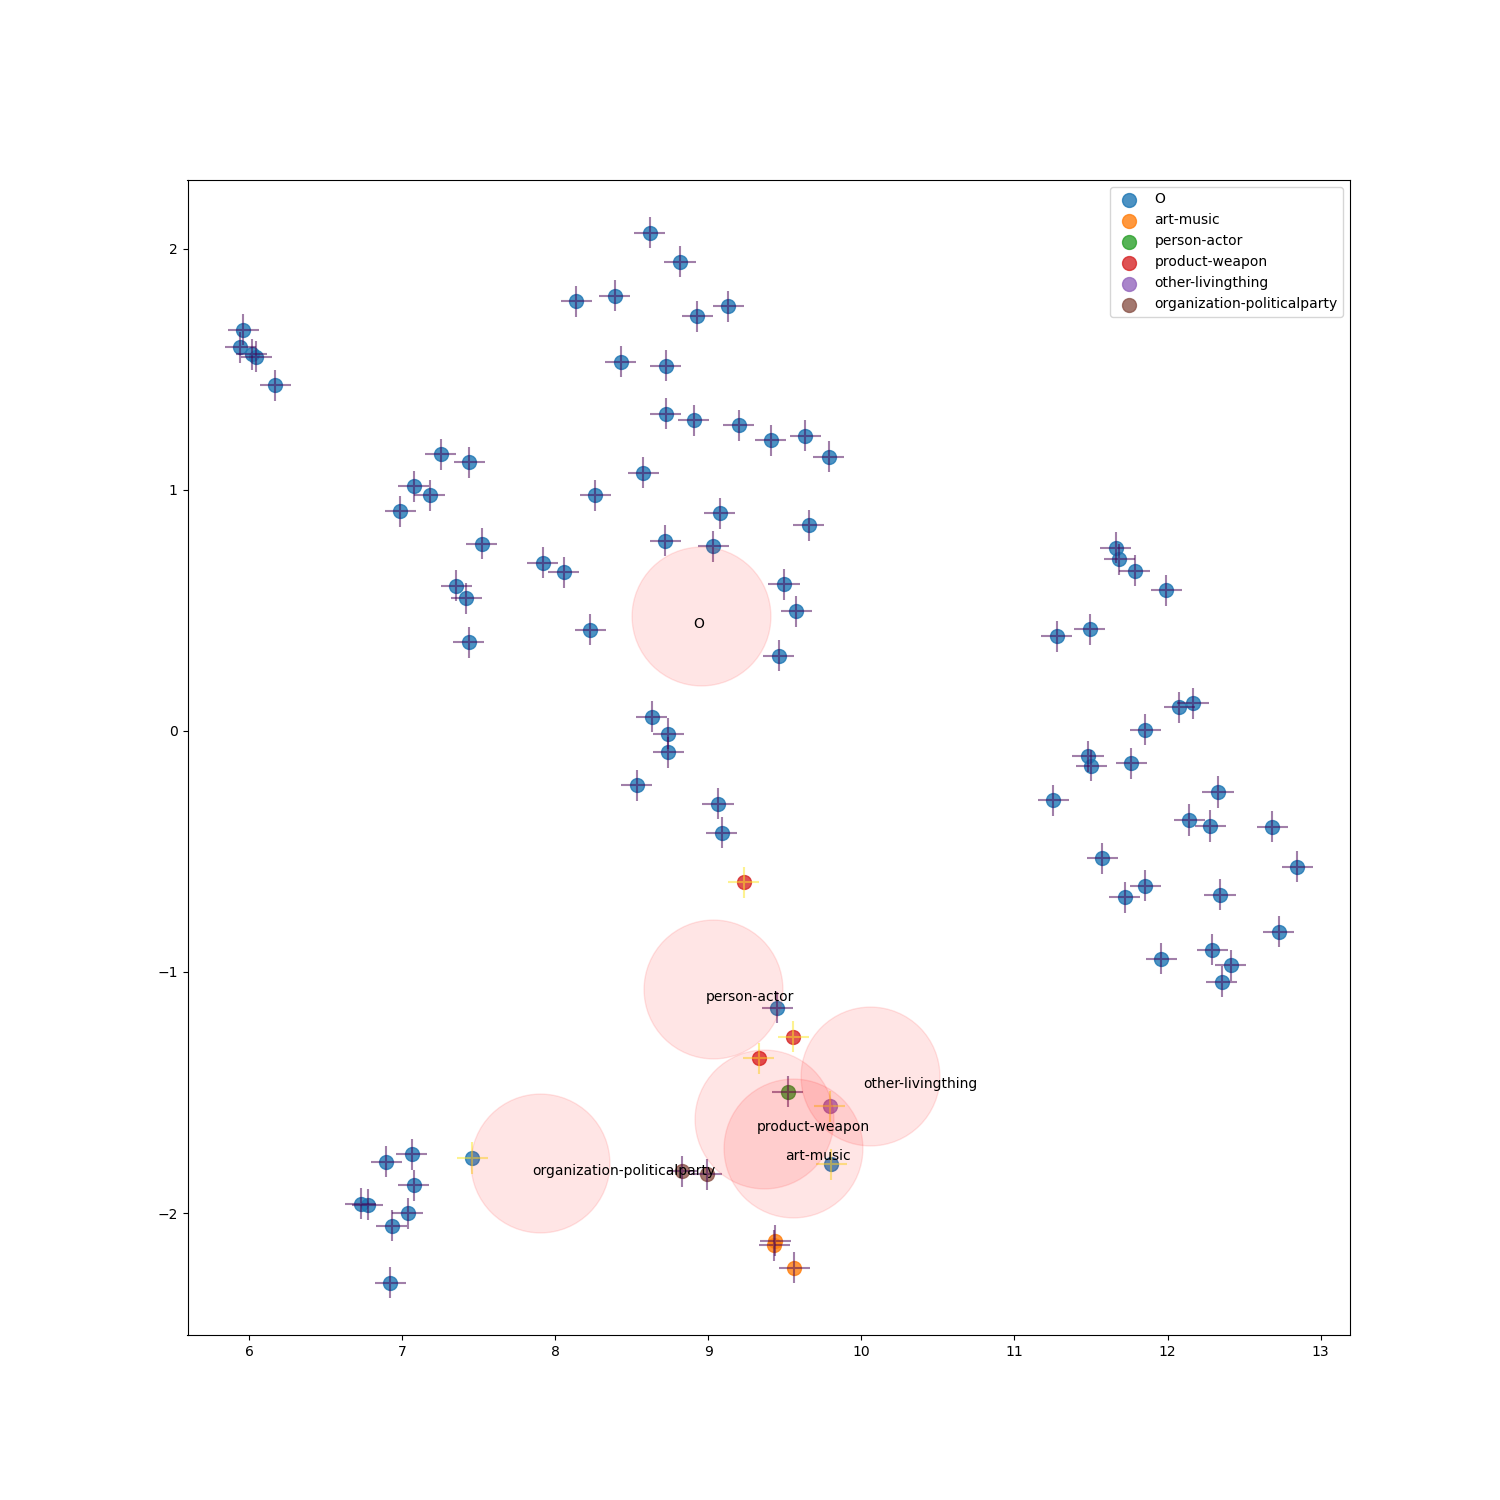 O
art-music
person-actor
product-weapon
other-livingthing
organization-politicalparty
2
1
O
0
−1
person-actor
other-livingthing
product-weapon
art-music
organization-politicalparty
−2
6 7 8 9 10 11 12 13